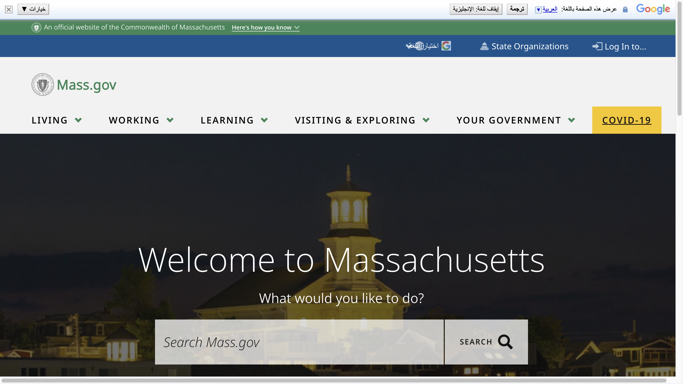 Google عرض هذه الصفحة باللغة: العربية ▼ ترجمة إيقاف للغة: الإنجليزية خيارات ▼
An official website of the Commonwealth of Massachusetts Here's how you know
State Organizations Log In to...
Mass.gov
LIVING WORKING LEARNING VISITING & EXPLORING YOUR GOVERNMENT COVID-19
Welcome to Massachusetts
What would you like to do?
Search Mass.gov SEARCH